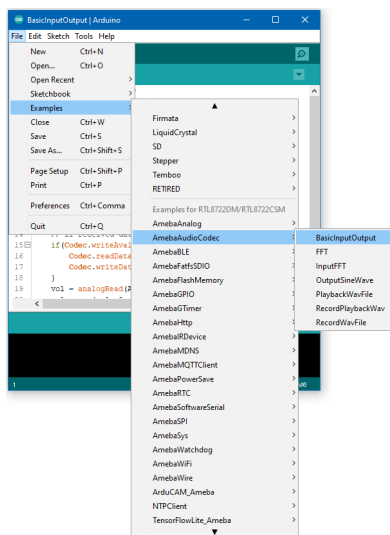 BasicInputOutput | Arduino
File Edit Sketch Tools Help
New Ctrl+N
Open... Ctrl+O
Open Recent
Sketchbook
Examples
Close Ctrl+W
Save Ctrl+S
Save As... Ctrl+Shift+S
Page Setup Ctrl+Shift+P
Print Ctrl+P
Preferences Ctrl+Comma
Quit Ctrl+Q
Firmata
LiquidCrystal
SD
Stepper
Temboo
RETIRED
Examples for RTL8722DM/RTL8722CSM
AmebaAnalog
AmebaAudioCodec
AmebaBLE
AmebaFatfsSDIO
AmebaFlashMemory
AmebaGPIO
AmebaGTimer
AmebaHttp
AmebaIRDevice
AmebaMDNS
AmebaMQTTClient
AmebaPowerSave
AmebaRTC
AmebaSoftwareSerial
AmebaSPI
AmebaSys
AmebaWatchdog
AmebaWiFi
AmebaWire
ArduCAM_Ameba
NTPClient
TensorFlowLite_Ameba
BasicInputOutput
FFT
InputFFT
OutputSineWave
PlaybackWavFile
RecordPlaybackWav
RecordWavFile
15 if(Codec.writeAval
16 Codec.readData
17 Codec.writeDat
18 }
19 vol = analogRead(A
1